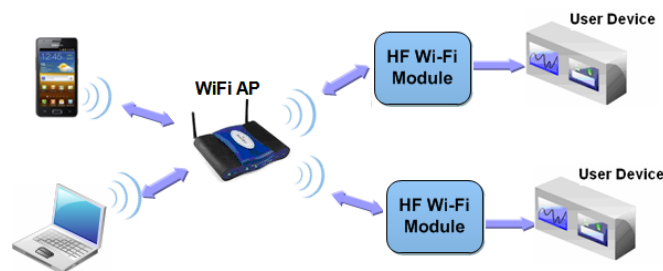 User Device
HF Wi-Fi
Module
WiFi AP
User Device
HF Wi-Fi
Module